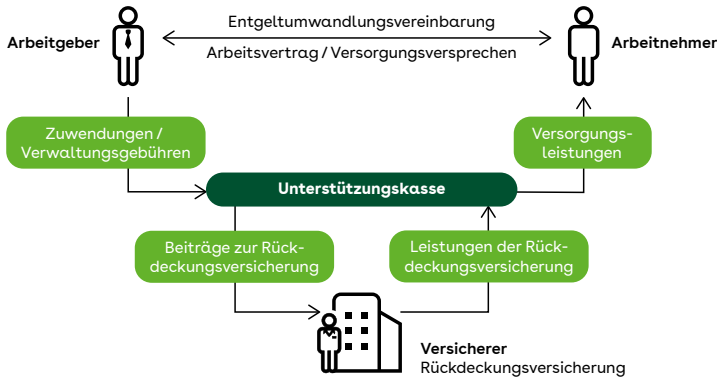 Entgeltumwandlungsvereinbarung
Arbeitgeber
Arbeitnehmer
Arbeitsvertrag / Versorgungsversprechen
Zuwendungen /
Verwaltungsgebühren
Versorgungs-
leistungen
Unterstützungskasse
Beiträge zur Rück-
deckungsversicherung
Leistungen der Rück-
deckungsversicherung
Versicherer
Rückdeckungsversicherung